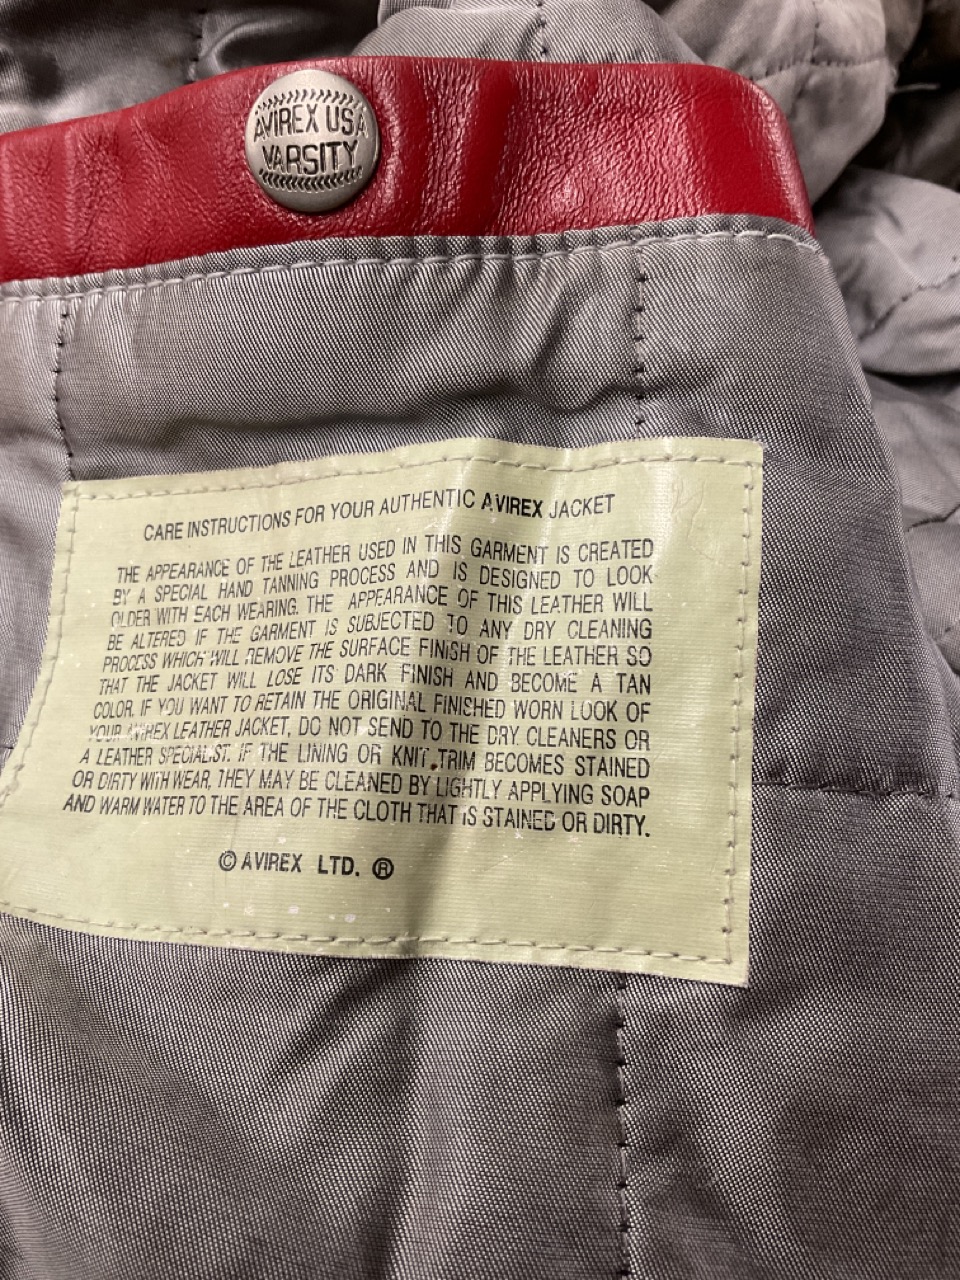 AVIREX USA
VARSITY
CARE INSTRUCTIONS FOR YOUR AUTHENTIC AVIREX JACKET
THE APPEARANCE OF THE LEATHER USED IN THIS GARMENT IS CREATED
BY A SPECIAL HAND TANNING PROCESS AND IS DESIGNED TO LOOK
OLDER WITH EACH WEARING. THE APPEARANCE OF THIS LEATHER WILL
BE ALTERED IF THE GARMENT IS SUBJECTED TO ANY DRY CLEANING
PROCESS WHICH WILL REMOVE THE SURFACE FINISH OF THE LEATHER SO
THAT THE JACKET WILL LOSE ITS DARK FINISH AND BECOME A TAN
COLOR. IF YOU WANT TO RETAIN THE ORIGINAL FINISHED WORN LOOK OF
YOUR AVIREX LEATHER JACKET, DO NOT SEND TO THE DRY CLEANERS OR
A LEATHER SPECIALIST. IF THE LINING OR KNIT TRIM BECOMES STAINED
OR DIRTY WITH WEAR, THEY MAY BE CLEANED BY LIGHTLY APPLYING SOAP
AND WARM WATER TO THE AREA OF THE CLOTH THAT IS STAINED OR DIRTY.
© AVIREX LTD. ®